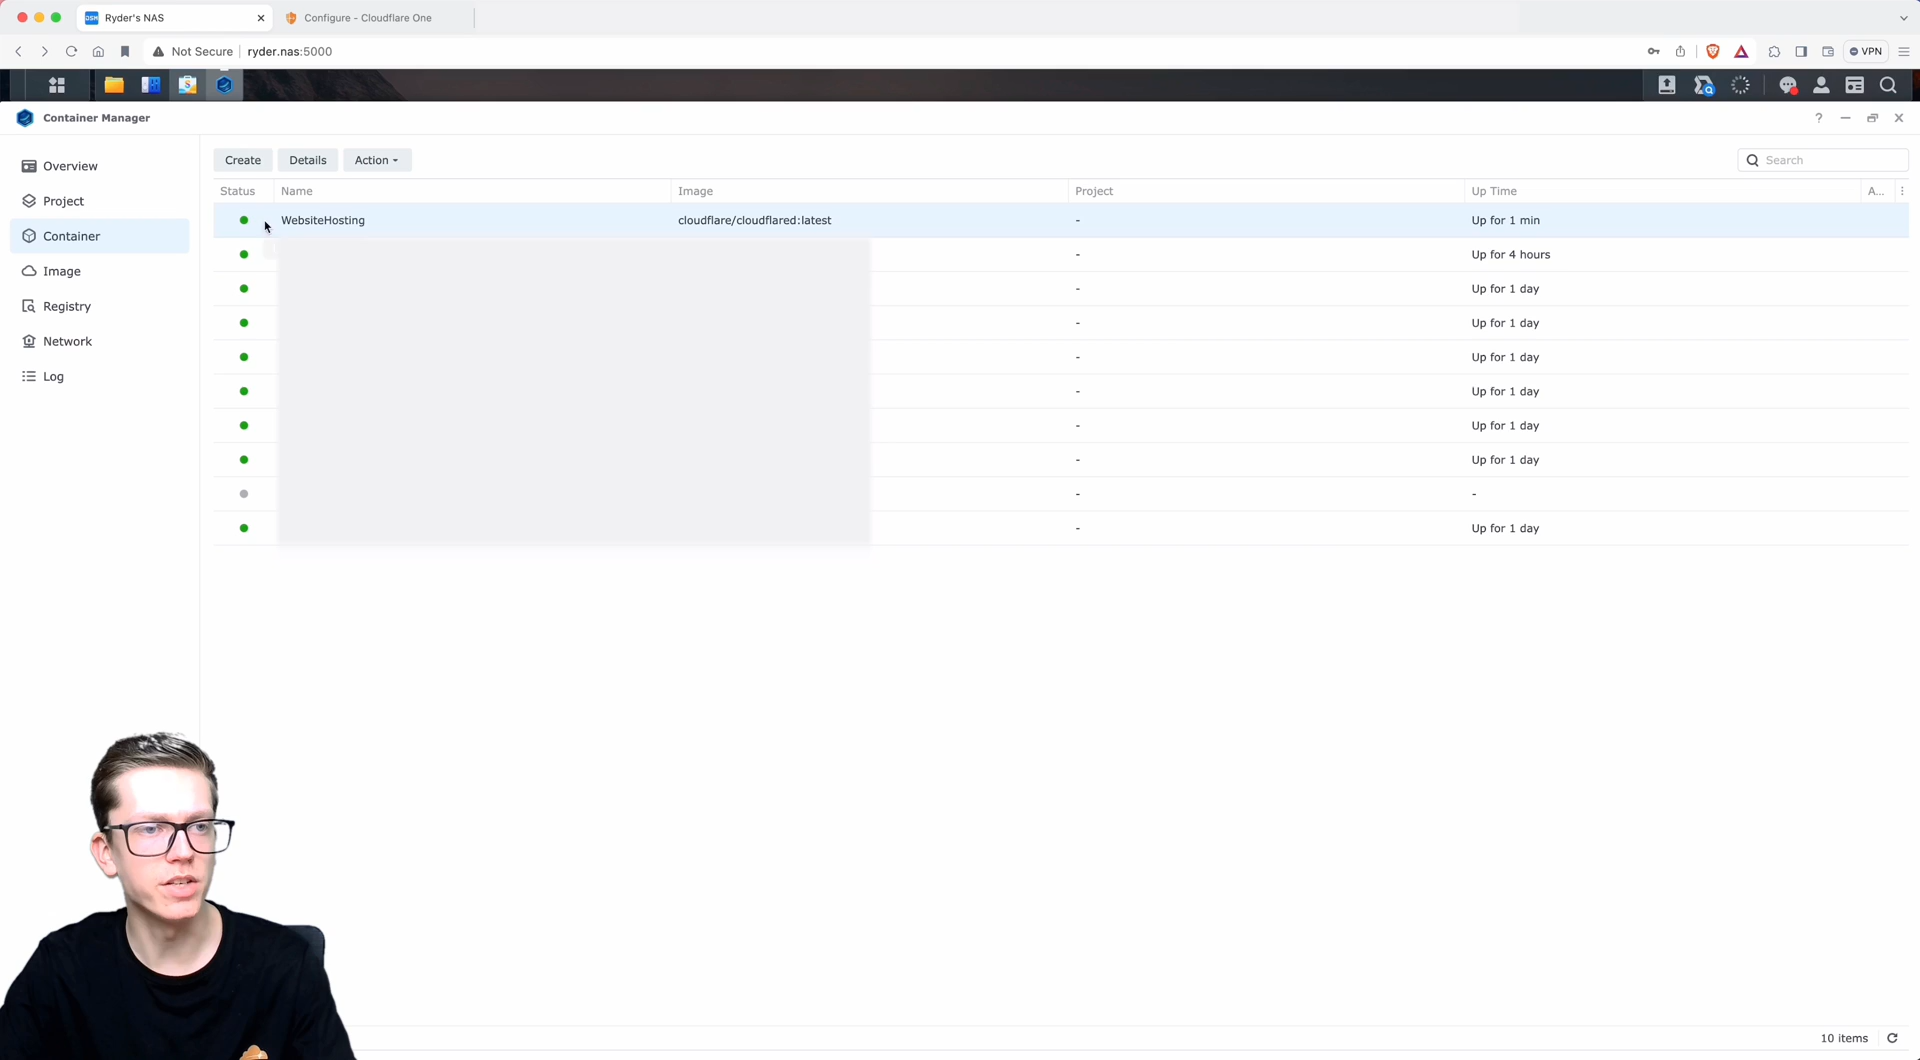 DSM Ryder's NAS
Configure - Cloudflare One
Not Secure ryder.nas:5000
VPN
Container Manager
Overview
Project
Container
Image
Registry
Network
Log
Create Details Action
Search
Status Name Image Project Up Time A...
WebsiteHosting cloudflare/cloudflared:latest - Up for 1 min
- Up for 4 hours
- Up for 1 day
- Up for 1 day
- Up for 1 day
- Up for 1 day
- Up for 1 day
- Up for 1 day
- -
- Up for 1 day
10 items